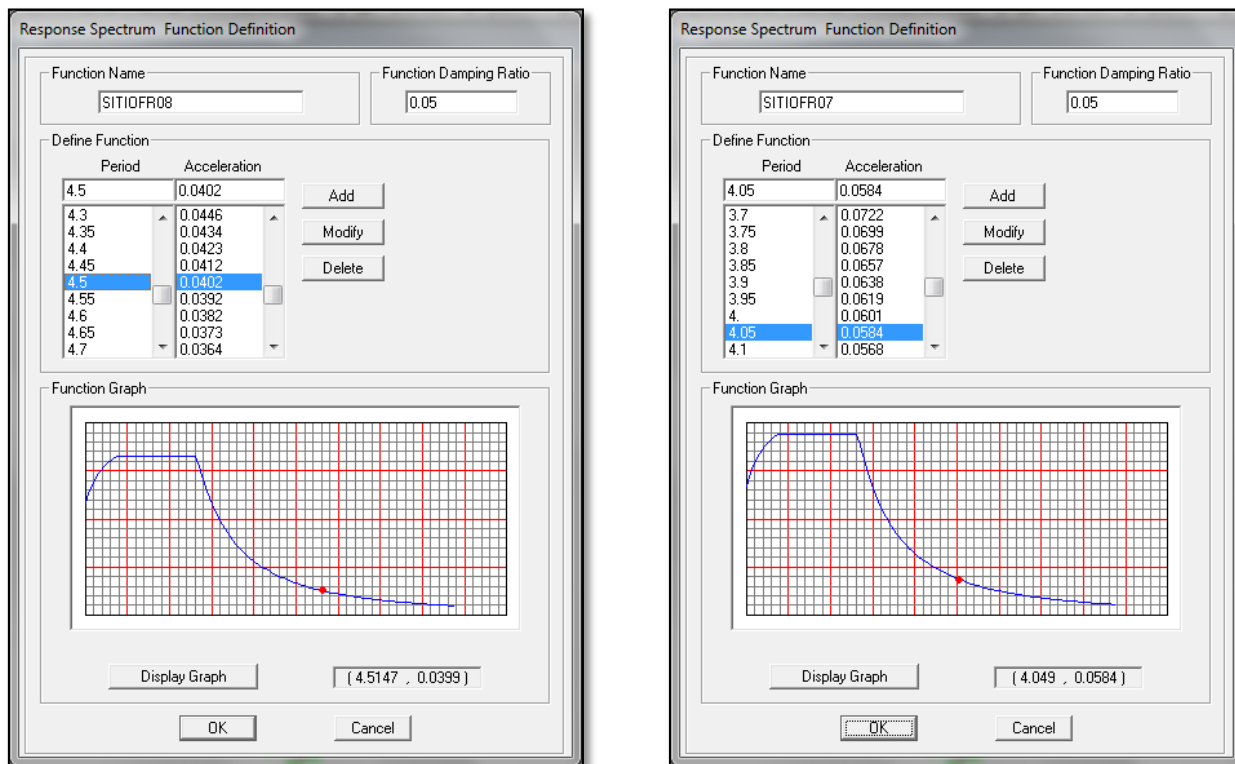 Response Spectrum Function Definition
Function Name
Function Damping Ratio
SITIOFR08
0.05
Define Function
Period Acceleration
4.5 0.0402
Add
4.3 0.0446
4.35 0.0434
Modify
4.4 0.0423
4.45 0.0412
Delete
4.5 0.0402
4.55 0.0392
4.6 0.0382
4.65 0.0373
4.7 0.0364
Function Graph
Display Graph
( 4.5147 , 0.0399 )
OK
Cancel
Response Spectrum Function Definition
Function Name
Function Damping Ratio
SITIOFR07
0.05
Define Function
Period Acceleration
4.05 0.0584
Add
3.7 0.0722
3.75 0.0699
Modify
3.8 0.0678
3.85 0.0657
Delete
3.9 0.0638
3.95 0.0619
4. 0.0601
4.05 0.0584
4.1 0.0568
Function Graph
Display Graph
( 4.049 , 0.0584 )
OK
Cancel